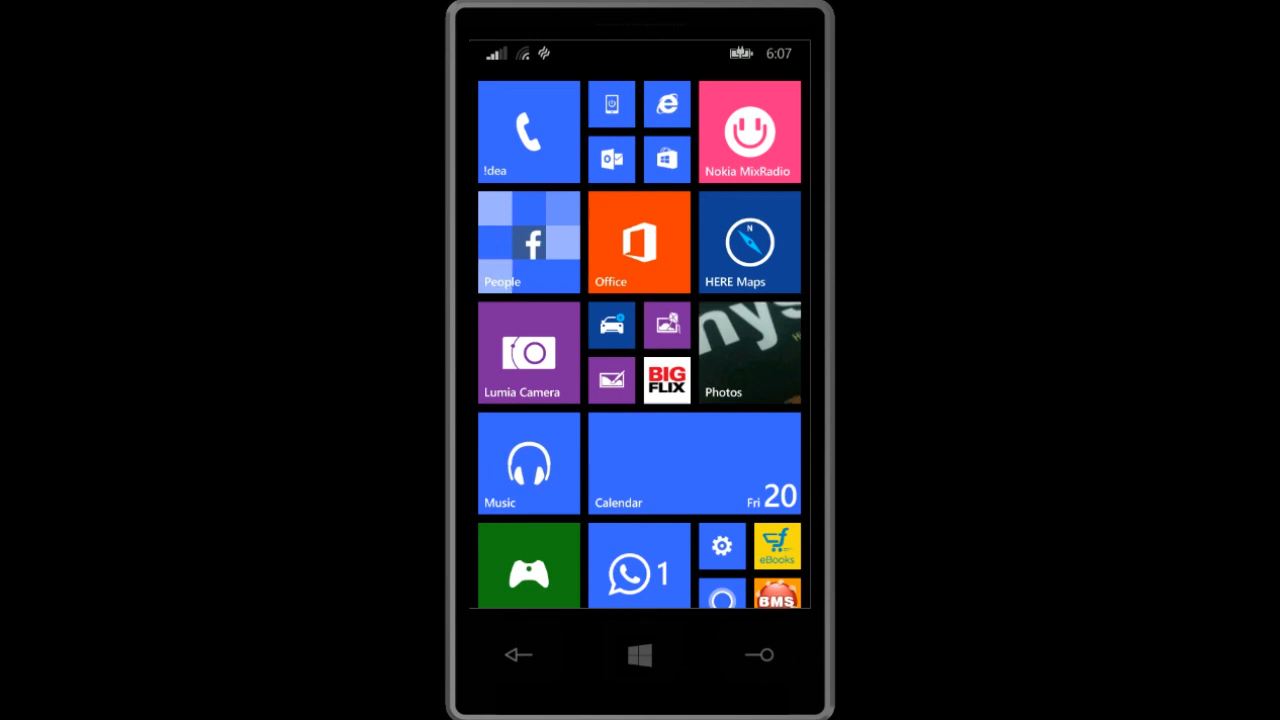 6:07
!dea
Nokia MixRadio
People
Office
HERE Maps
Lumia Camera
BIG
FLIX
nys
Photos
Music
Calendar
Fri 20
1
eBooks
BMS